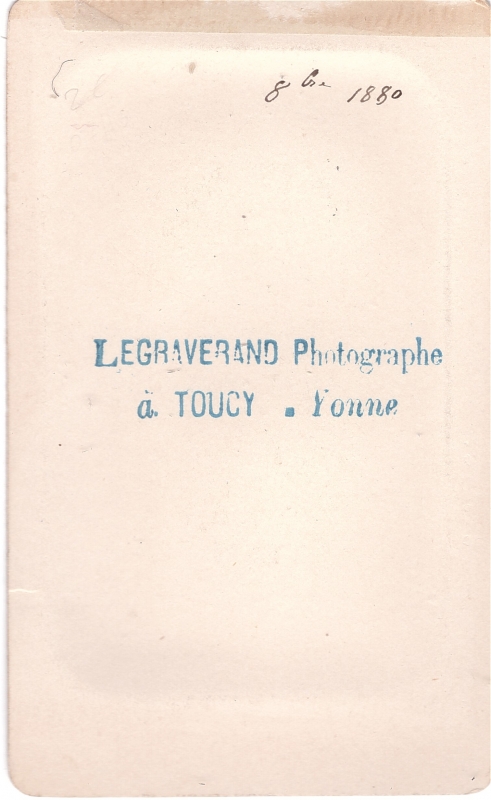 8bre 1880
LEGRAVERAND Photographe
à TOUCY . Yonne